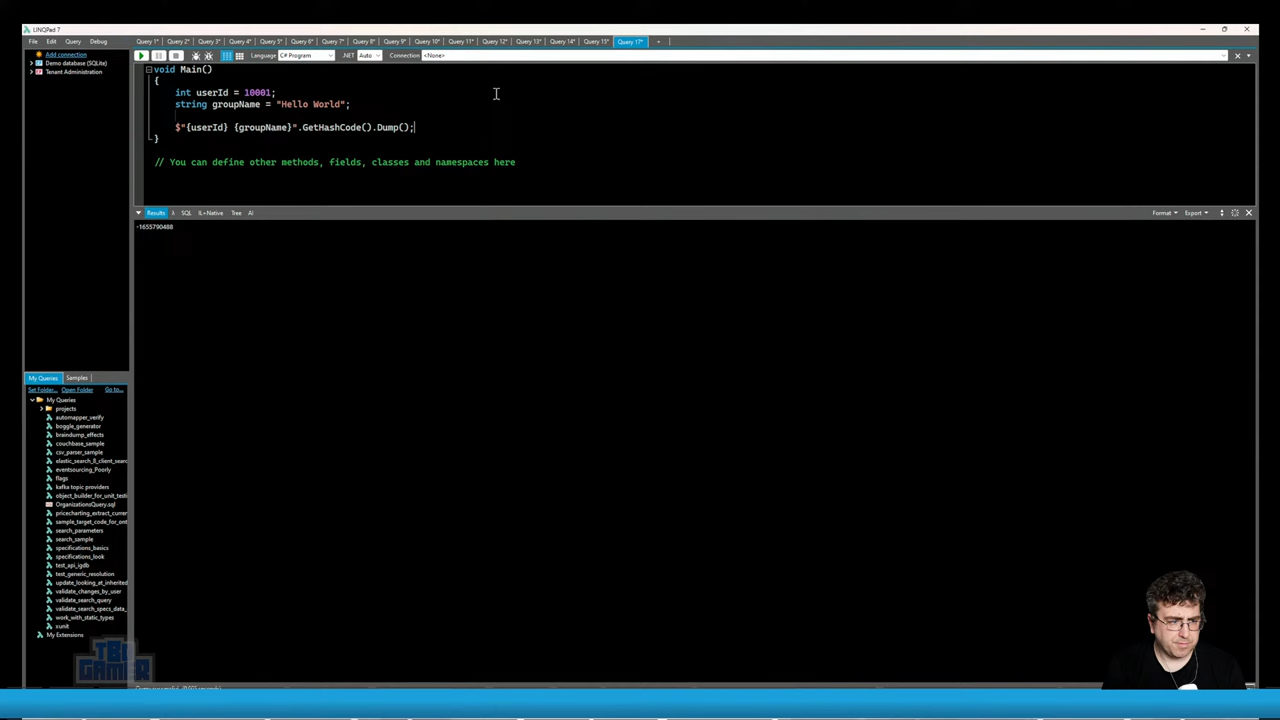 LINQPad 7
File Edit Query Debug
Query 1* Query 2* Query 3* Query 4* Query 5* Query 6* Query 7* Query 8* Query 9* Query 10* Query 11* Query 12* Query 13* Query 14* Query 15* Query 17* +
Add connection
Demo database (SQLite)
Tenant Administration
Language C# Program .NET Auto Connection <None>
void Main()
{
int userId = 10001;
string groupName = "Hello World";
$"{userId} {groupName}".GetHashCode().Dump();
}
// You can define other methods, fields, classes and namespaces here
Results λ SQL IL+Native Tree AI
Format Export
-1655790488
My Queries Samples
Set Folder... Open Folder Go to...
My Queries
projects
automapper_verify
boggle_generator
braindump_effects
couchbase_sample
csv_parser_sample
elastic_search_8_client_searc
eventsourcing_Poorly
flags
kafka topic providers
object_builder_for_unit_testi
OrganizationsQuery.sql
pricecharting_extract_curren
sample_target_code_for_ont
search_parameters
search_sample
specifications_basics
specifications_look
test_api_igdb
test_generic_resolution
update_looking_at_inherited
validate_changes_by_user
validate_search_query
validate_search_specs_data_
work_with_static_types
xunit
My Extensions
GAMER